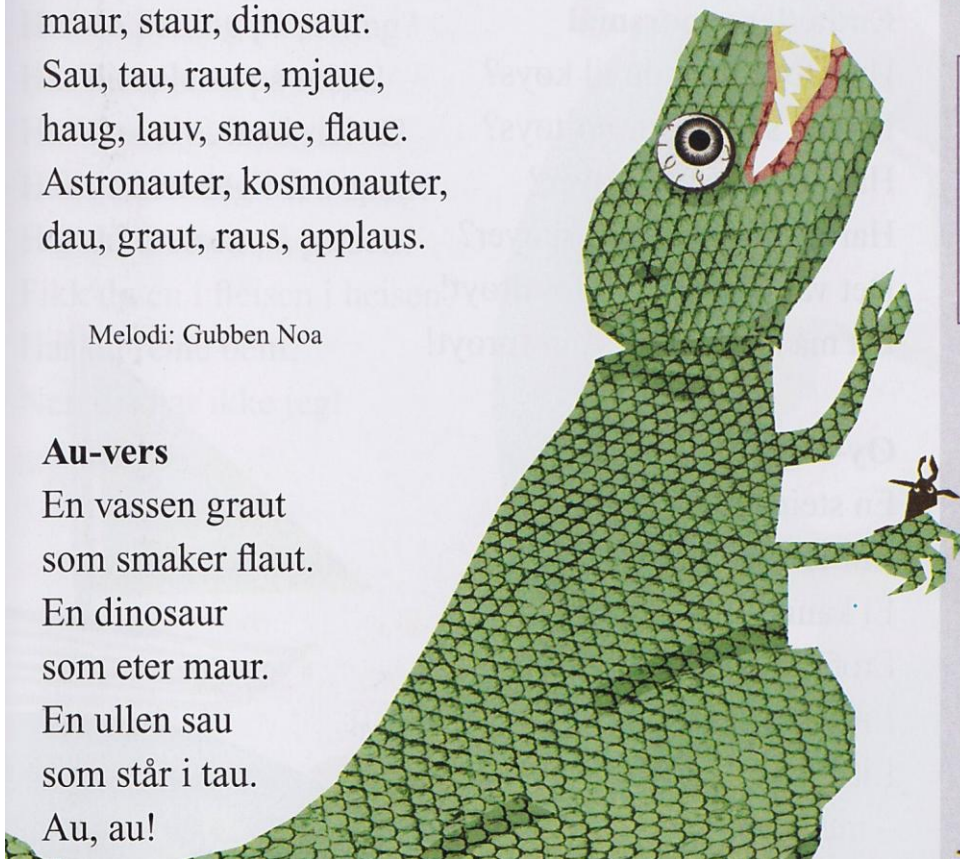 maur, staur, dinosaur.
Sau, tau, raute, mjaue,
haug, lauv, snaue, flaue.
Astronauter, kosmonauter,
dau, graut, raus, applaus.
Melodi: Gubben Noa
Au-vers
En vassen graut
som smaker flaut.
En dinosaur
som eter maur.
En ullen sau
som står i tau.
Au, au!